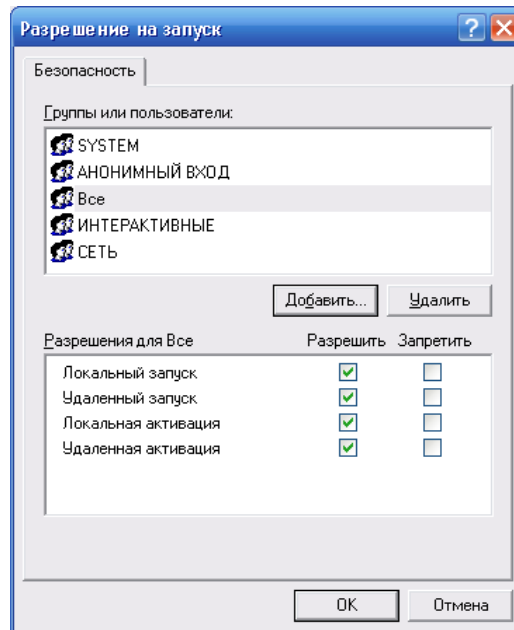 Разрешение на запуск
Безопасность
Группы или пользователи:
SYSTEM
АНОНИМНЫЙ ВХОД
Все
ИНТЕРАКТИВНЫЕ
СЕТЬ
Добавить... Удалить
Разрешения для Все Разрешить Запретить
Локальный запуск
Удаленный запуск
Локальная активация
Удаленная активация
OK Отмена